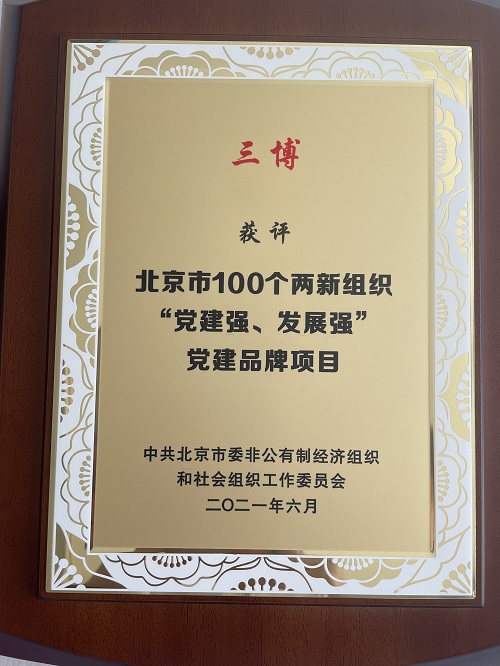 三博
获评
北京市100个两新组织
“党建强、发展强”
党建品牌项目
中共北京市委非公有制经济组织
和社会组织工作委员会
二〇二一年六月